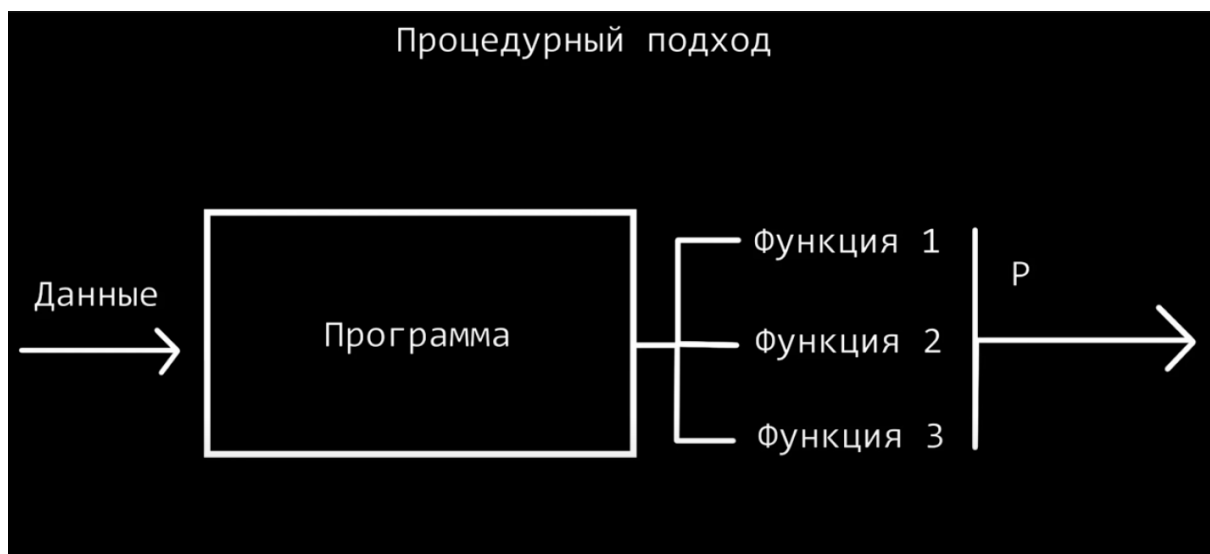 Процедурный подход
Данные
Программа
Функция 1
Функция 2
Функция 3
Р